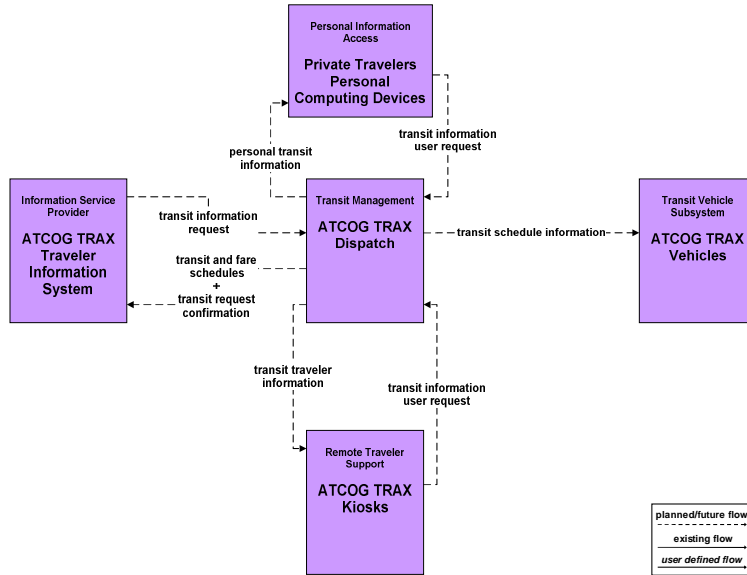 Personal Information
Access
Private Travelers
Personal
Computing Devices
transit information
user request
personal transit
information
Information Service
Provider
ATCOG TRAX
Traveler
Information
System
transit information
request
Transit Management
ATCOG TRAX
Dispatch
transit schedule information
Transit Vehicle
Subsystem
ATCOG TRAX
Vehicles
transit and fare
schedules
+
transit request
confirmation
transit traveler
information
transit information
user request
Remote Traveler
Support
ATCOG TRAX
Kiosks
planned/future flow
existing flow
user defined flow